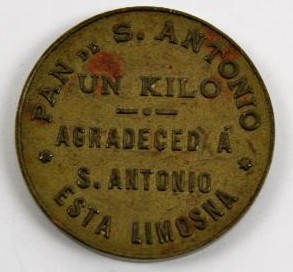 PAN DE S. ANTONIO
UN KILO
AGRADECED Á
S. ANTONIO
ESTA LIMOSNA